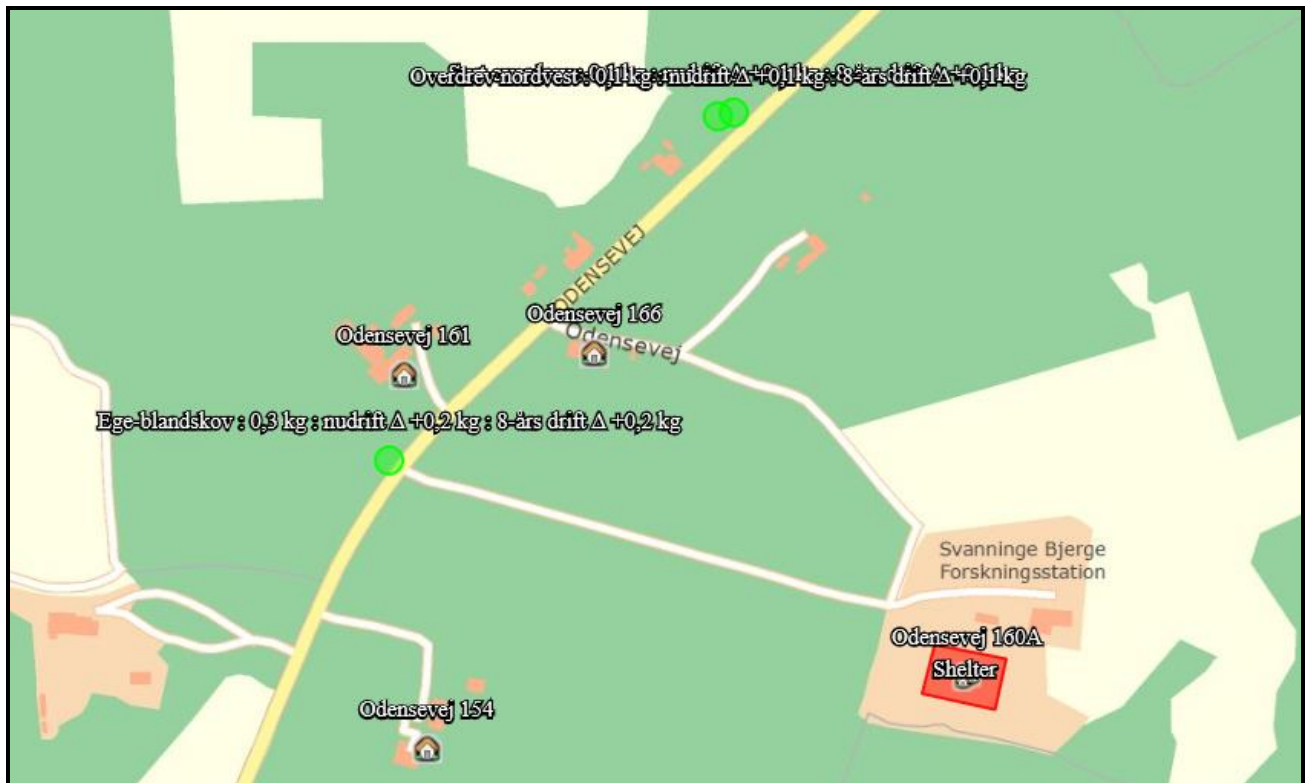 Overdrev-nordvest : 0,1 kg : nudrift Δ +0,1 kg : 8-års drift Δ +0,1 kg
ODENSEVEJ
Odensevej 166
Odensevej
Odensevej 161
Ege-blandskov : 0,3 kg : nudrift Δ +0,2 kg : 8-års drift Δ +0,2 kg
Svanninge Bjerge
Forskningsstation
Odensevej 160A
Shelter
Odensevej 154